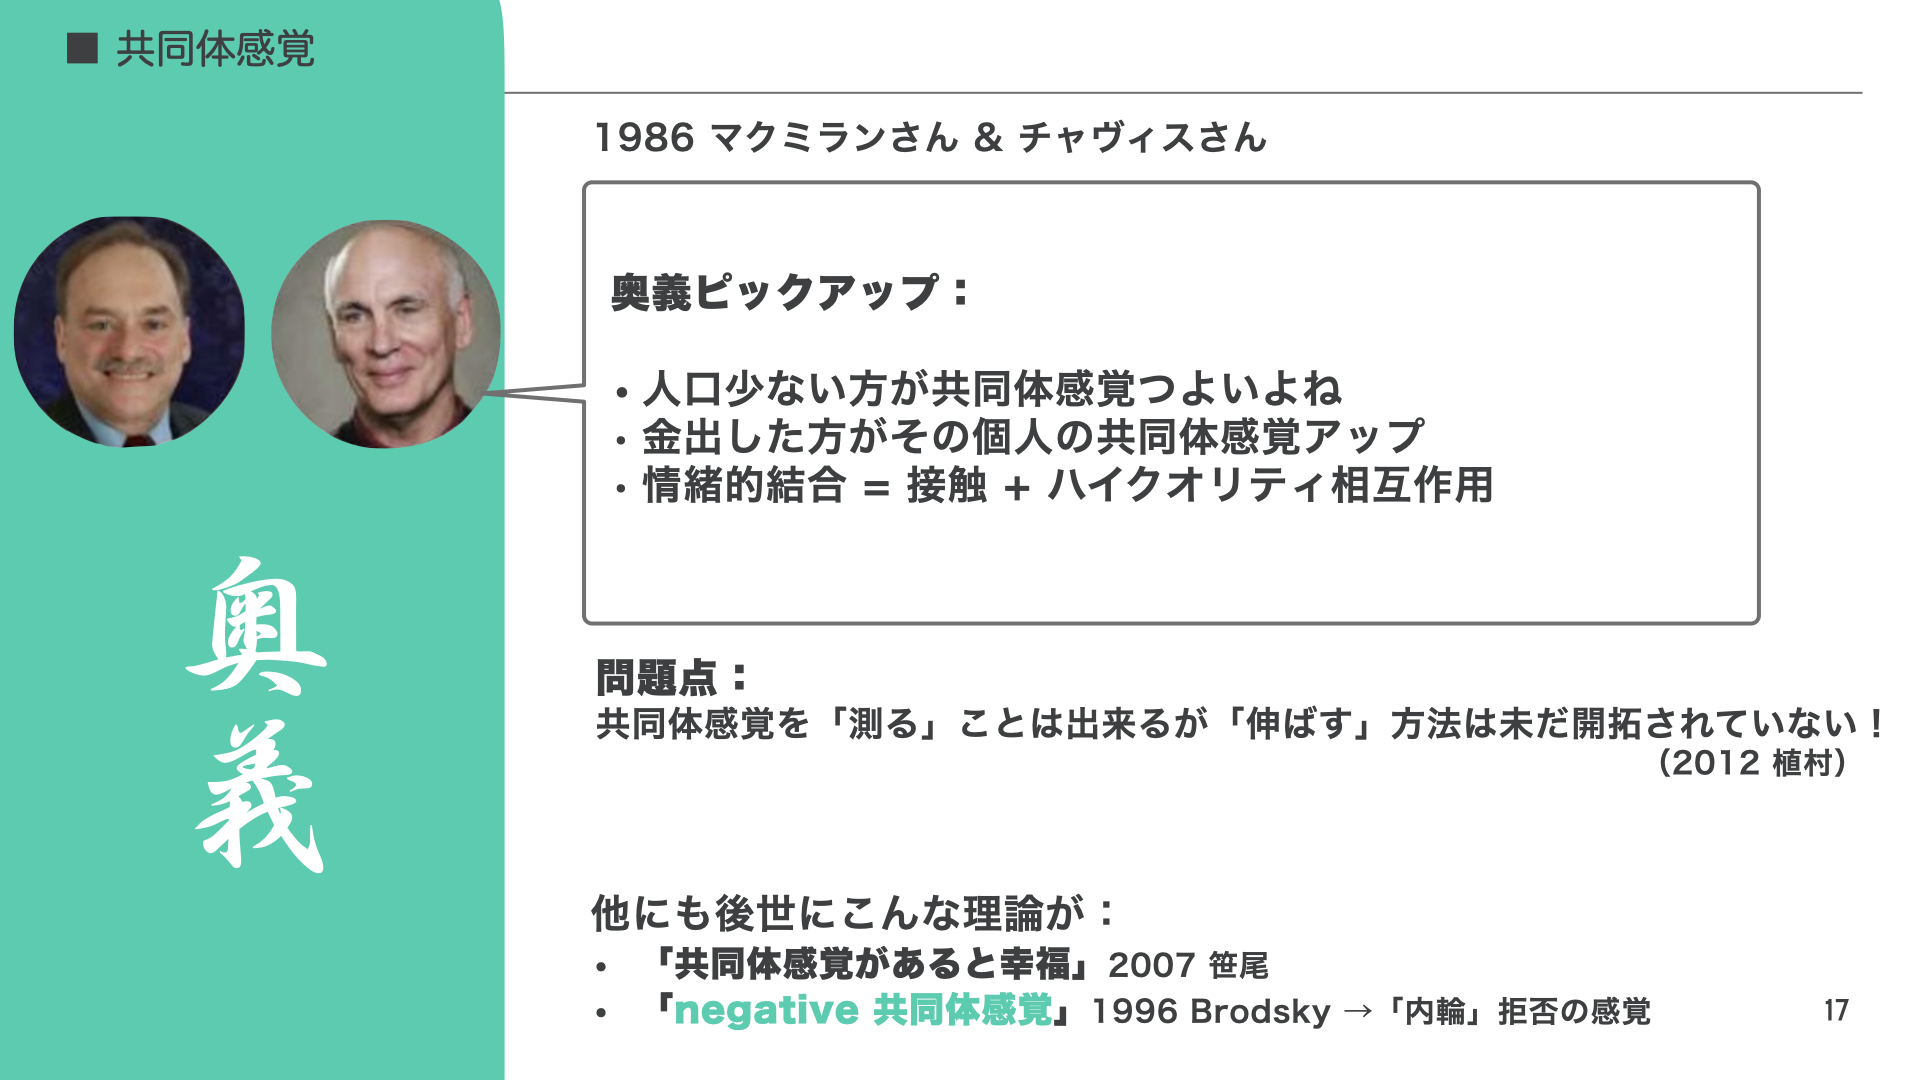 ■ 共同体感覚
1986 マクミランさん & チャヴィスさん
奥義ピックアップ：
• 人口少ない方が共同体感覚つよいよね
• 金出した方がその個人の共同体感覚アップ
• 情緒的結合 = 接触 + ハイクオリティ相互作用
奥義
問題点：
共同体感覚を「測る」ことは出来るが「伸ばす」方法は未だ開拓されていない！
（2012 植村）
他にも後世にこんな理論が：
• 「共同体感覚があると幸福」2007 笹尾
• 「negative 共同体感覚」1996 Brodsky →「内輪」拒否の感覚
17